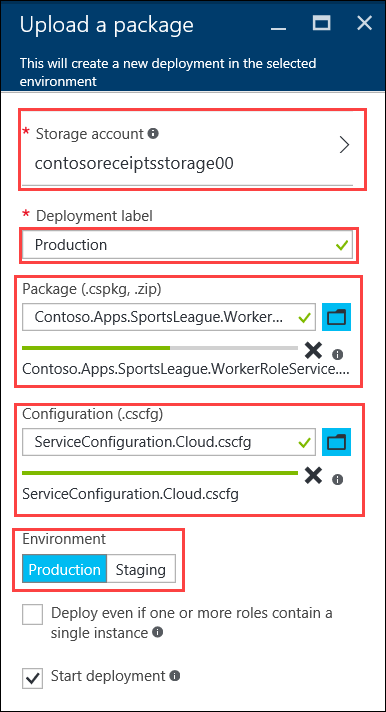 Upload a package
This will create a new deployment in the selected
environment
* Storage account
contosoreceiptsstorage00
* Deployment label
Production
Package (.cspkg, .zip)
Contoso.Apps.SportsLeague.Worker...
Contoso.Apps.SportsLeague.WorkerRoleService....
Configuration (.cscfg)
ServiceConfiguration.Cloud.cscfg
ServiceConfiguration.Cloud.cscfg
Environment
Production Staging
Deploy even if one or more roles contain a
single instance
Start deployment